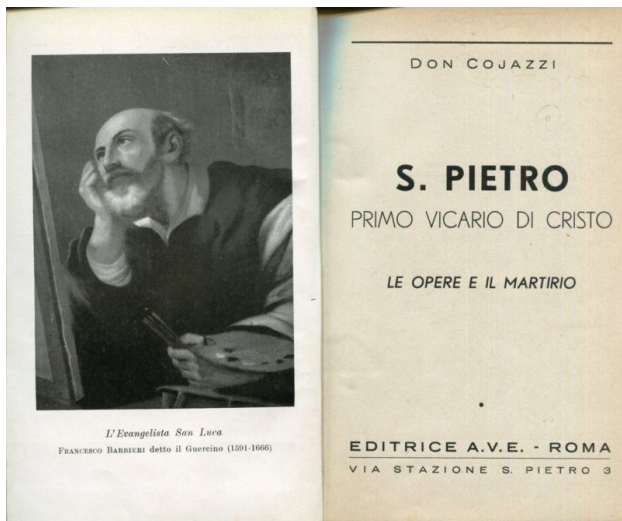 L'Evangelista San Luca
FRANCESCO BARBIERI detto il Guercino (1591-1666)
DON COJAZZI
S. PIETRO
PRIMO VICARIO DI CRISTO
LE OPERE E IL MARTIRIO
EDITRICE A.V.E. - ROMA
VIA STAZIONE S. PIETRO 3